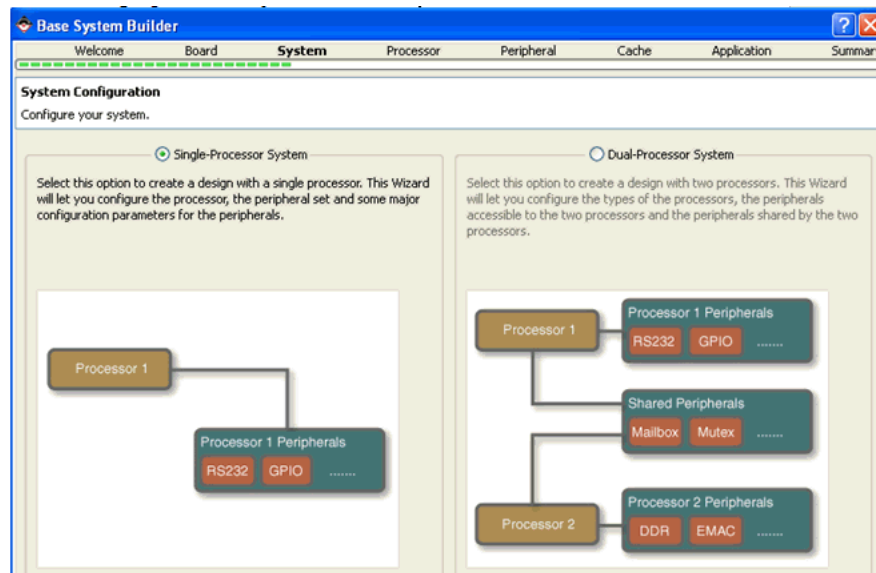 Base System Builder
Welcome Board System Processor Peripheral Cache Application Summar
System Configuration
Configure your system.
Single-Processor System
Select this option to create a design with a single processor. This Wizard
will let you configure the processor, the peripheral set and some major
configuration parameters for the peripherals.
Processor 1
Processor 1 Peripherals
RS232 GPIO .......
Dual-Processor System
Select this option to create a design with two processors. This Wizard
will let you configure the types of the processors, the peripherals
accessible to the two processors and the peripherals shared by the two
processors.
Processor 1
Processor 1 Peripherals
RS232 GPIO .......
Shared Peripherals
Mailbox Mutex .......
Processor 2
Processor 2 Peripherals
DDR EMAC .......